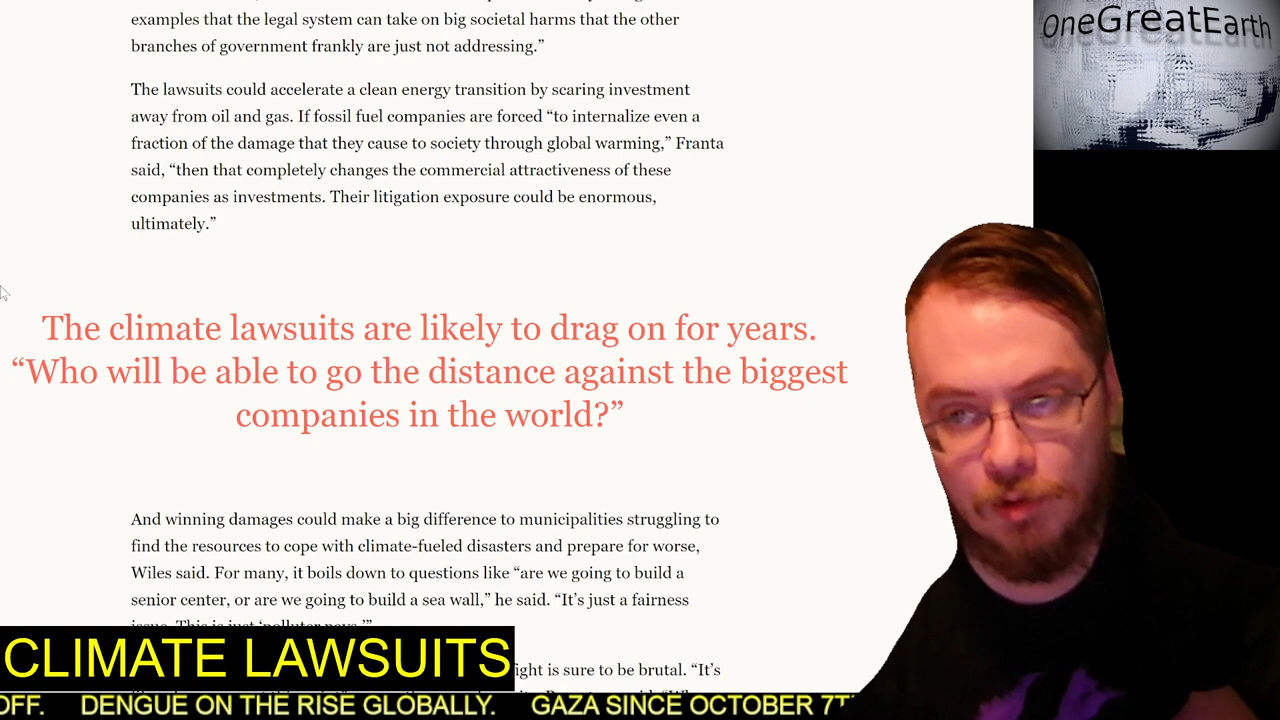 examples that the legal system can take on big societal harms that the other
branches of government frankly are just not addressing.”
The lawsuits could accelerate a clean energy transition by scaring investment
away from oil and gas. If fossil fuel companies are forced “to internalize even a
fraction of the damage that they cause to society through global warming,” Franta
said, “then that completely changes the commercial attractiveness of these
companies as investments. Their litigation exposure could be enormous,
ultimately.”
The climate lawsuits are likely to drag on for years.
“Who will be able to go the distance against the biggest
companies in the world?”
And winning damages could make a big difference to municipalities struggling to
find the resources to cope with climate-fueled disasters and prepare for worse,
Wiles said. For many, it boils down to questions like “are we going to build a
senior center, or are we going to build a sea wall,” he said. “It’s just a fairness
issue. This is just ‘polluter pays.’”
fight is sure to be brutal. “It’s
OneGreatEarth
CLIMATE LAWSUITS
OFF. DENGUE ON THE RISE GLOBALLY. GAZA SINCE OCTOBER 7T